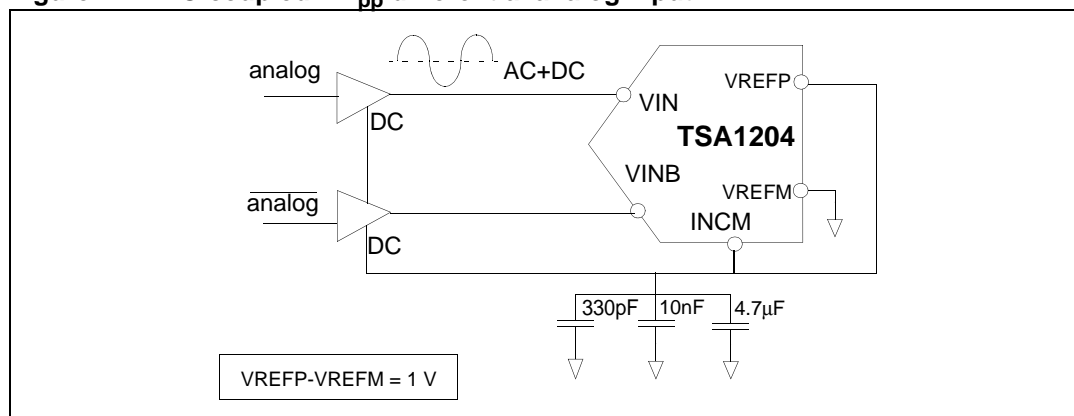 analog
AC+DC
VREFP
DC
VIN
TSA1204
VINB
VREFM
analog
INCM
DC
330pF
10nF
4.7µF
VREFP-VREFM = 1 V